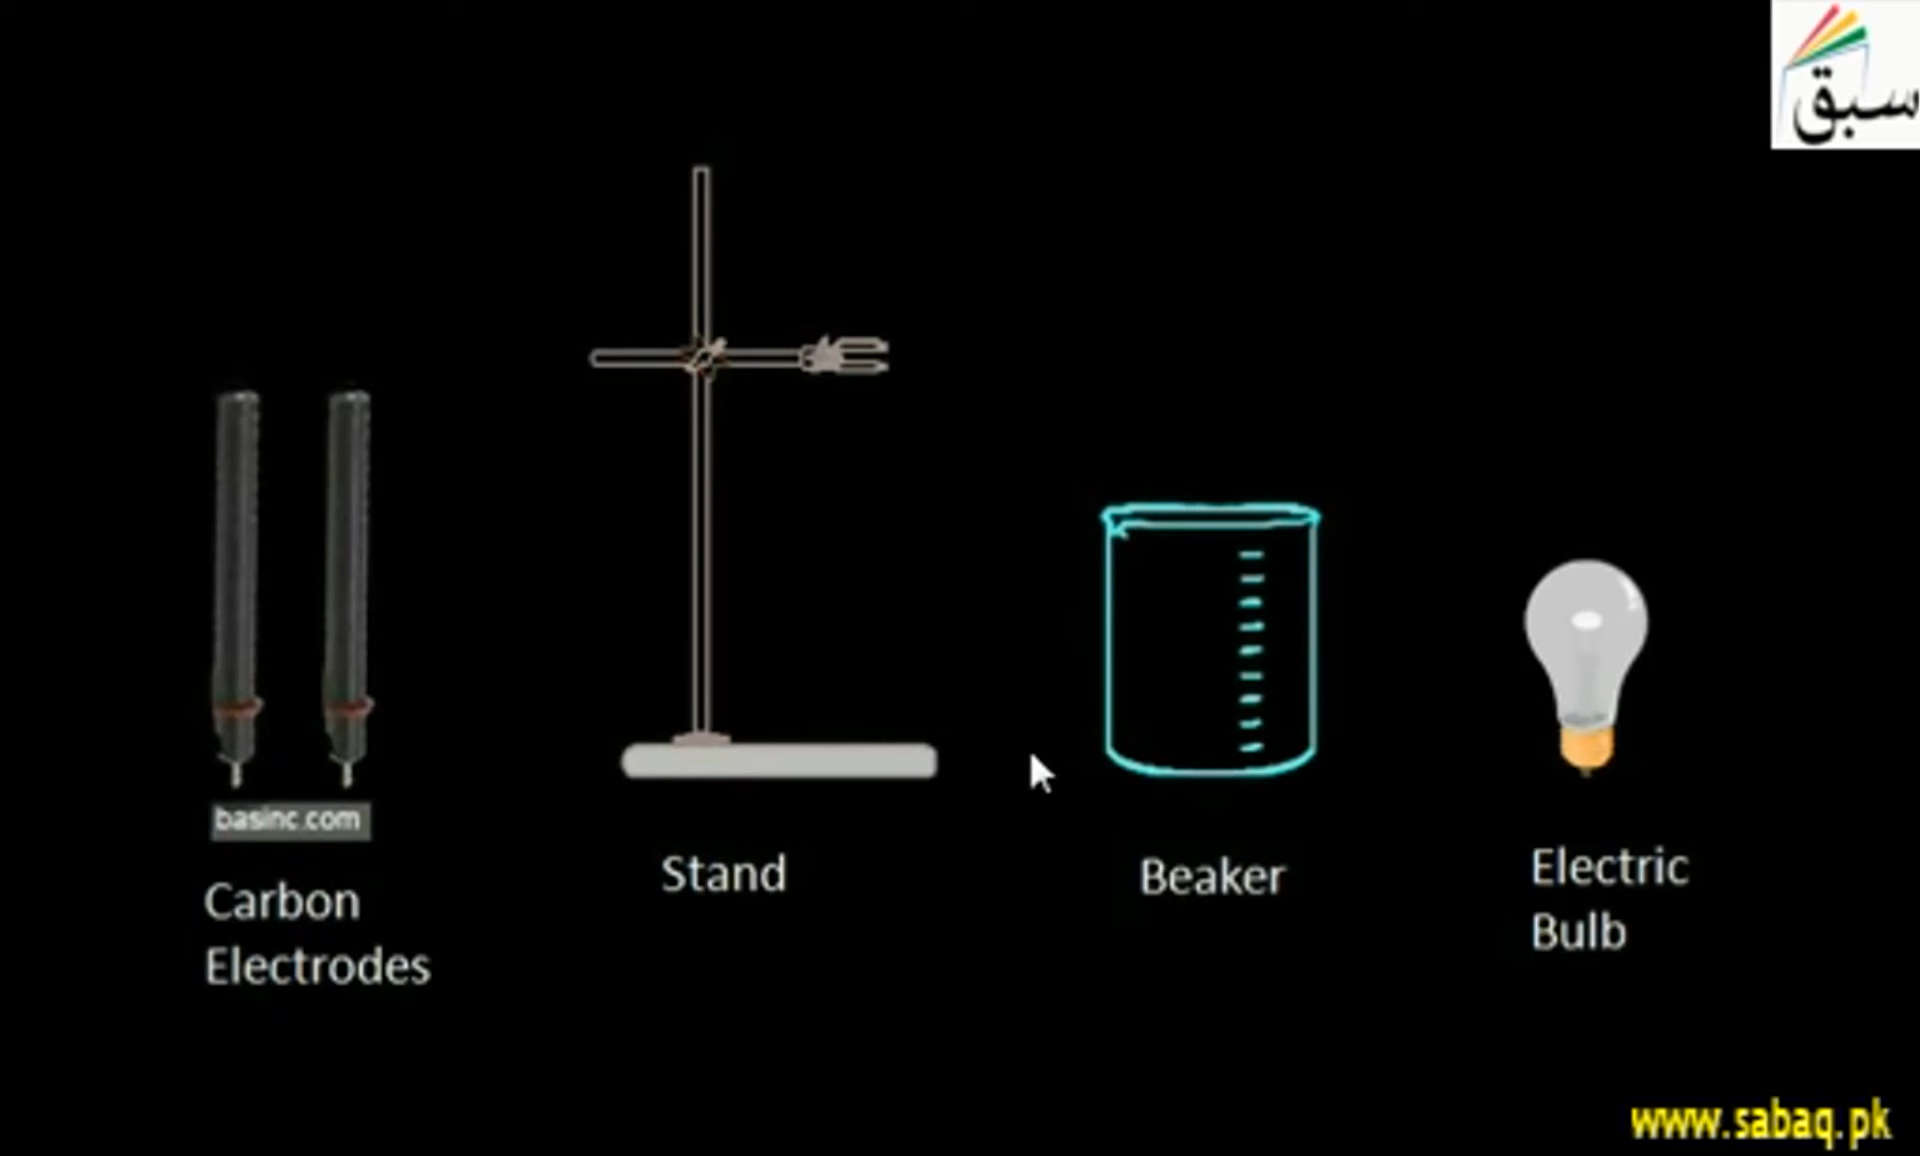 سبق
basinc.com
Carbon
Electrodes
Stand
Beaker
Electric
Bulb
www.sabaq.pk